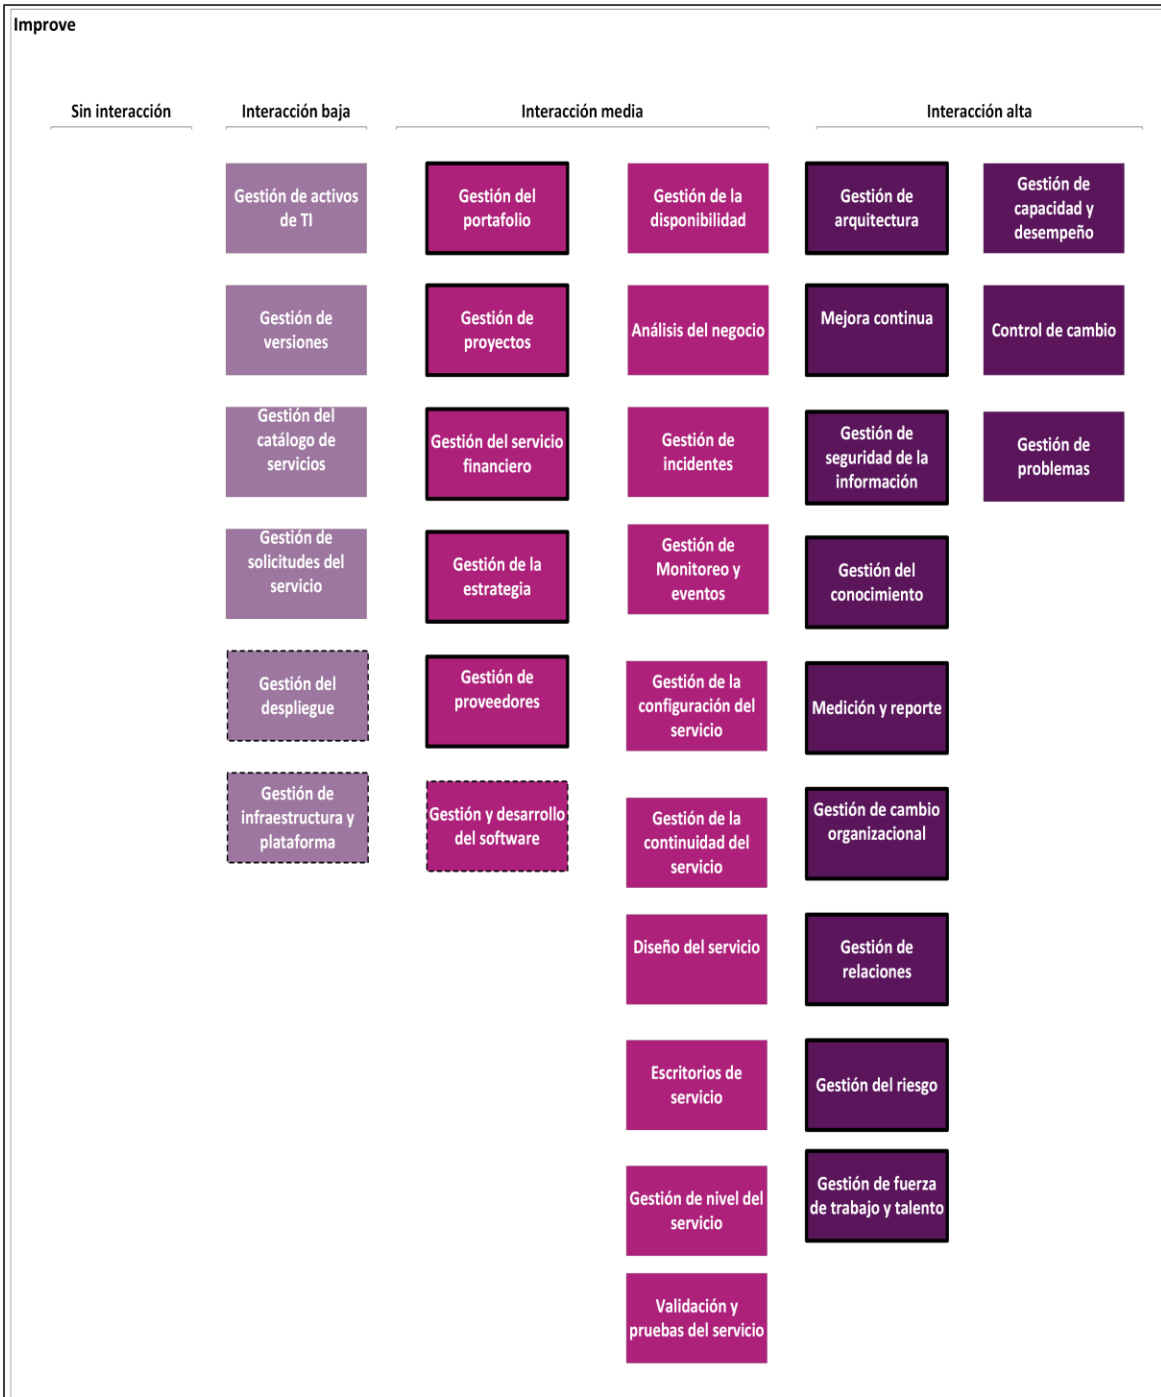 Improve
Sin interacción
Interacción baja
Interacción media
Interacción alta
Gestión de activos
de TI
Gestión de
versiones
Gestión del
catálogo de
servicios
Gestión de
solicitudes del
servicio
Gestión del
despliegue
Gestión de
infraestructura y
plataforma
Gestión del
portafolio
Gestión de
proyectos
Gestión del servicio
financiero
Gestión de la
estrategia
Gestión de
proveedores
Gestión y desarrollo
del software
Gestión de la
disponibilidad
Análisis del negocio
Gestión de
incidentes
Gestión de
Monitoreo y
eventos
Gestión de la
configuración del
servicio
Gestión de la
continuidad del
servicio
Diseño del servicio
Escritorios de
servicio
Gestión de nivel del
servicio
Validación y
pruebas del servicio
Gestión de
arquitectura
Mejora continua
Gestión de
seguridad de la
información
Gestión del
conocimiento
Medición y reporte
Gestión de cambio
organizacional
Gestión de
relaciones
Gestión del riesgo
Gestión de fuerza
de trabajo y talento
Gestión de
capacidad y
desempeño
Control de cambio
Gestión de
problemas